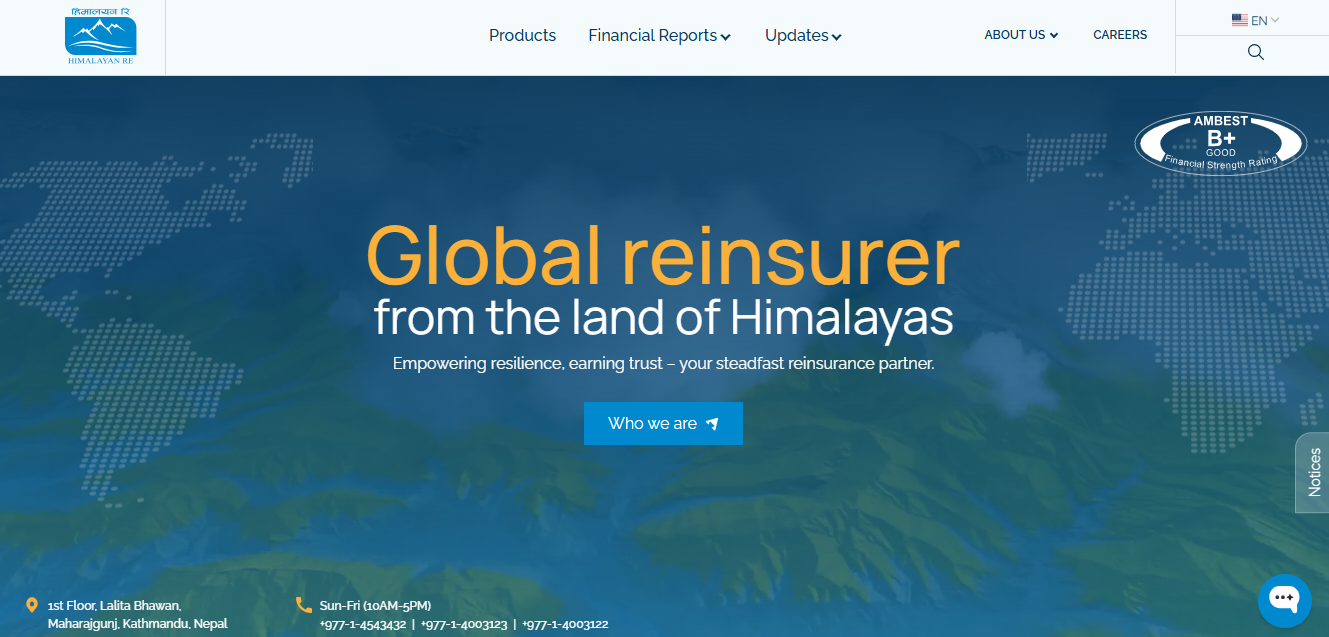 हिमालयन रि
HIMALAYAN RE
Products
Financial Reports
Updates
ABOUT US
CAREERS
EN
AMBEST
B+
GOOD
Financial Strength Rating
Global reinsurer
from the land of Himalayas
Empowering resilience, earning trust – your steadfast reinsurance partner.
Who we are
Notices
1st Floor, Lalita Bhawan,
Maharajgunj, Kathmandu, Nepal
Sun-Fri (10AM-5PM)
+977-1-4543432 | +977-1-4003123 | +977-1-4003122